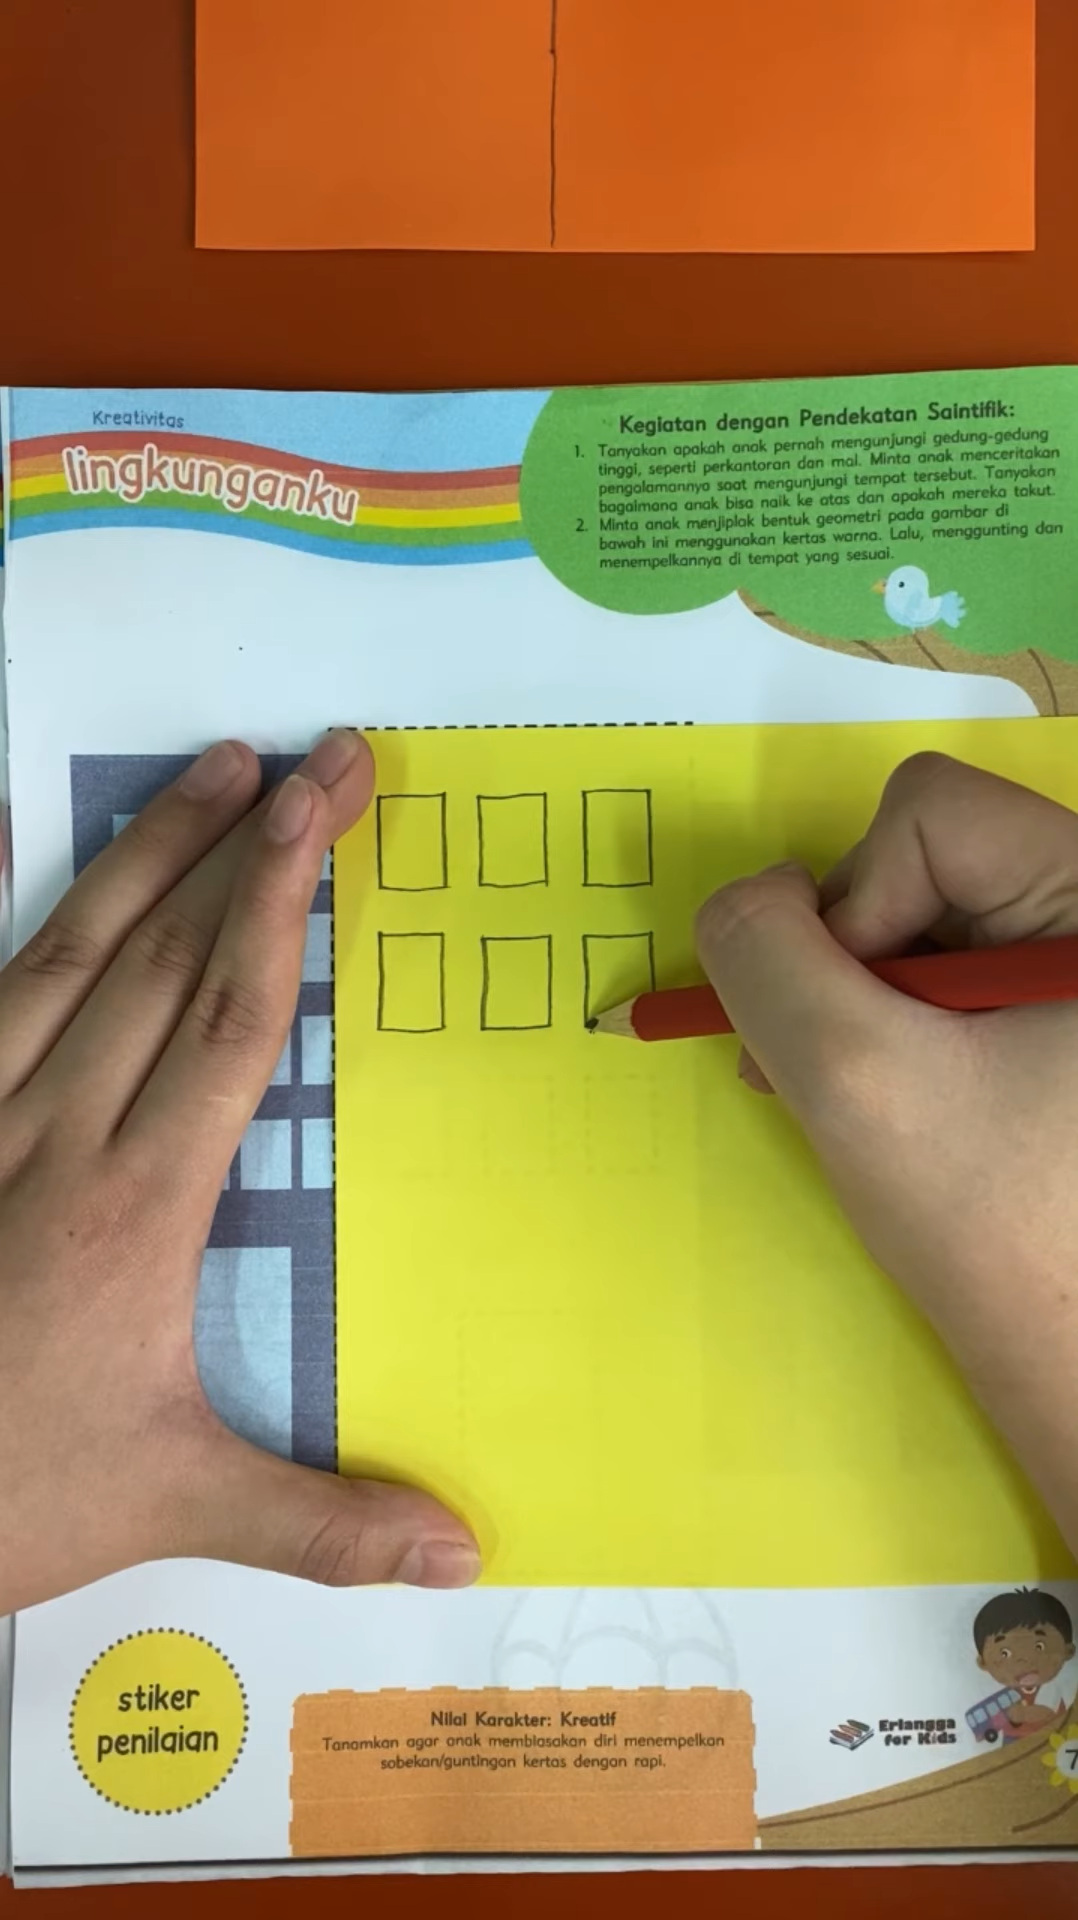 Kreativitas
lingkunganku
Kegiatan dengan Pendekatan Saintifik:
1. Tanyakan apakah anak pernah mengunjungi gedung-gedung
tinggi, seperti perkantoran dan mal. Minta anak menceritakan
pengalamannya saat mengunjungi tempat tersebut. Tanyakan
bagaimana anak bisa naik ke atas dan apakah mereka takut.
2. Minta anak menjiplak bentuk geometri pada gambar di
bawah ini menggunakan kertas warna. Lalu, menggunting dan
menempelkannya di tempat yang sesuai.
stiker
penilaian
Nilai Karakter: Kreatif
Tanamkan agar anak membiasakan diri menempelkan
sobekan/guntingan kertas dengan rapi.
Erlangga
for Kids
7